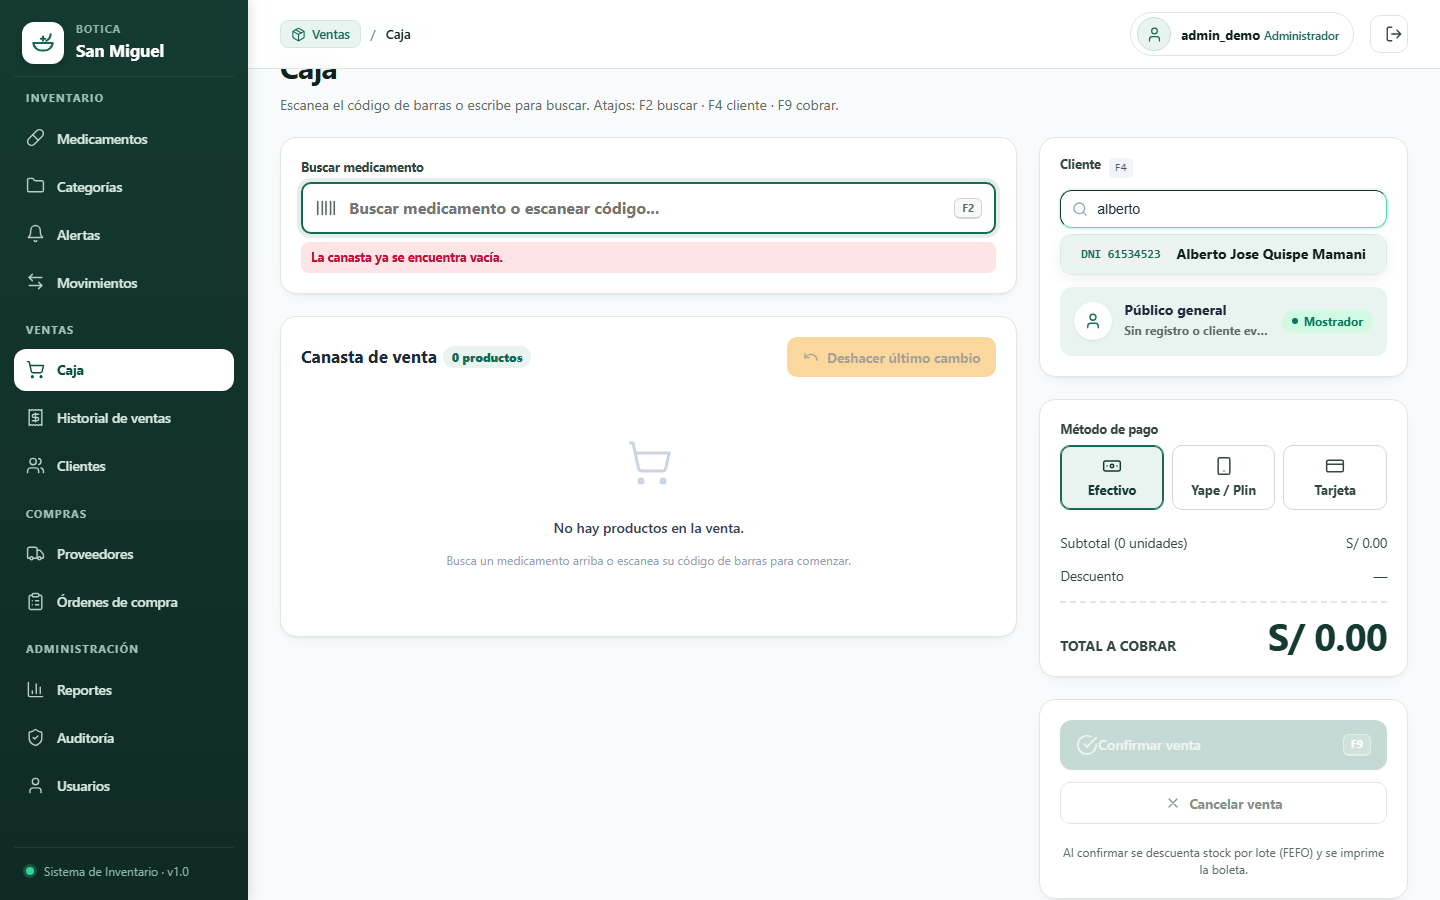 BOTICA
San Miguel
INVENTARIO
Medicamentos
Categorías
Alertas
Movimientos
VENTAS
Caja
Historial de ventas
Clientes
COMPRAS
Proveedores
Órdenes de compra
ADMINISTRACIÓN
Reportes
Auditoría
Usuarios
Sistema de Inventario · v1.0
Ventas / Caja
admin_demo Administrador
Caja
Escanea el código de barras o escribe para buscar. Atajos: F2 buscar · F4 cliente · F9 cobrar.
Buscar medicamento
Buscar medicamento o escanear código... F2
La canasta ya se encuentra vacía.
Canasta de venta 0 productos
Deshacer último cambio
No hay productos en la venta.
Busca un medicamento arriba o escanea su código de barras para comenzar.
Cliente F4
alberto
DNI 61534523 Alberto Jose Quispe Mamani
Público general
Sin registro o cliente ev...
Mostrador
Método de pago
Efectivo
Yape / Plin
Tarjeta
Subtotal (0 unidades) S/ 0.00
Descuento —
TOTAL A COBRAR S/ 0.00
Confirmar venta F9
Cancelar venta
Al confirmar se descuenta stock por lote (FEFO) y se imprime
la boleta.